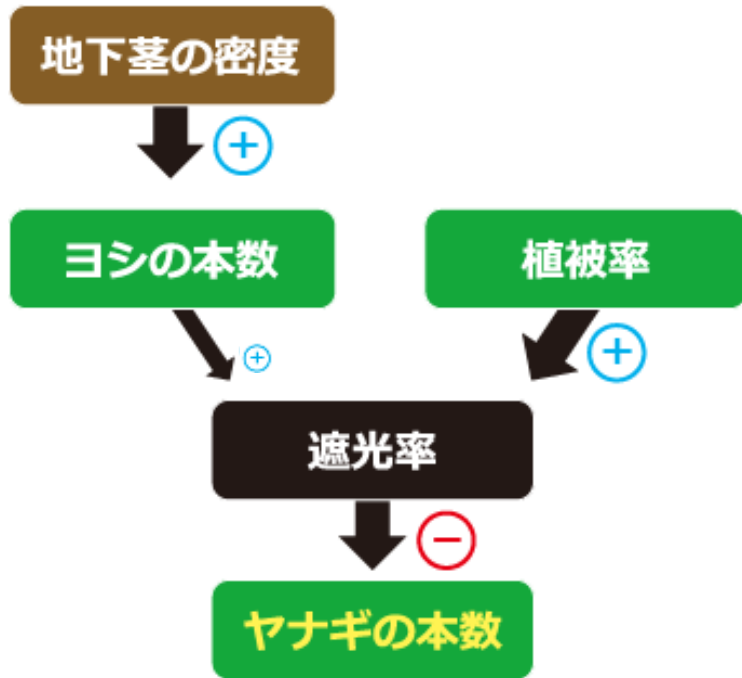 地下茎の密度
+
ヨシの本数
植被率
+
+
遮光率
−
ヤナギの本数